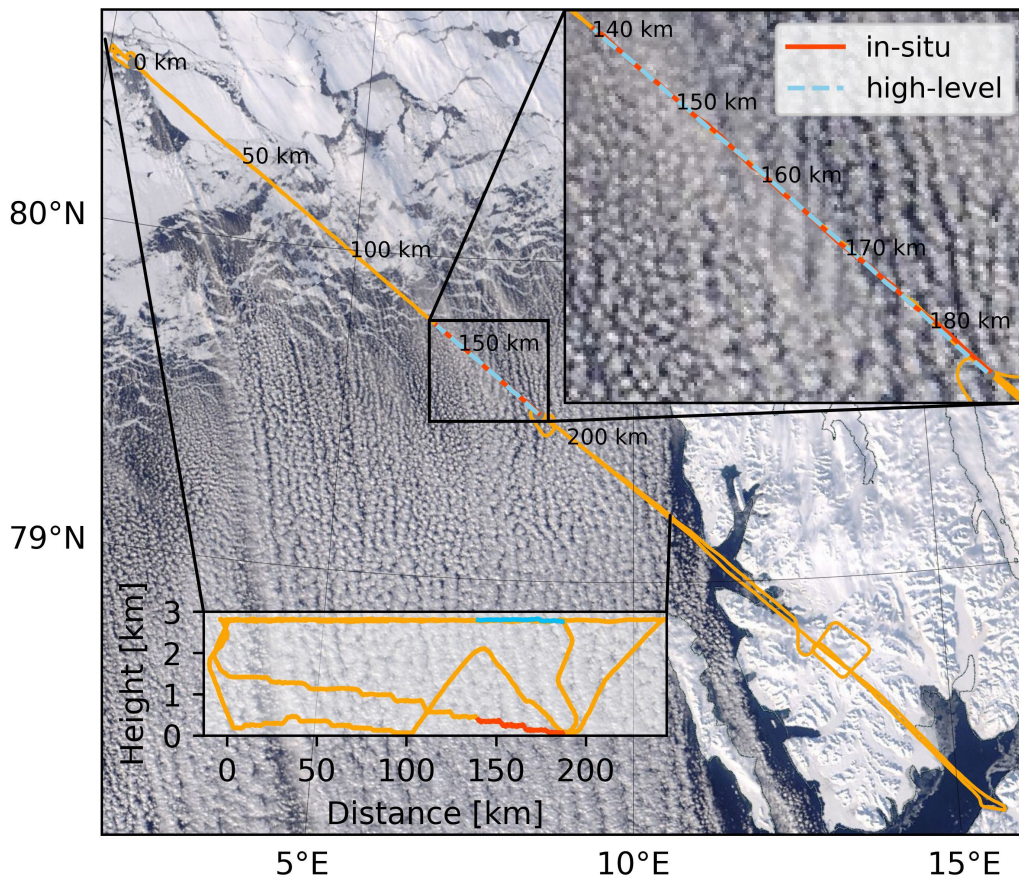 140 km
in-situ
high-level
0 km
150 km
50 km
160 km
80°N
100 km
170 km
180 km
150 km
200 km
79°N
Height [km]
3
2
1
0
0 50 100 150 200
Distance [km]
5°E 10°E 15°E